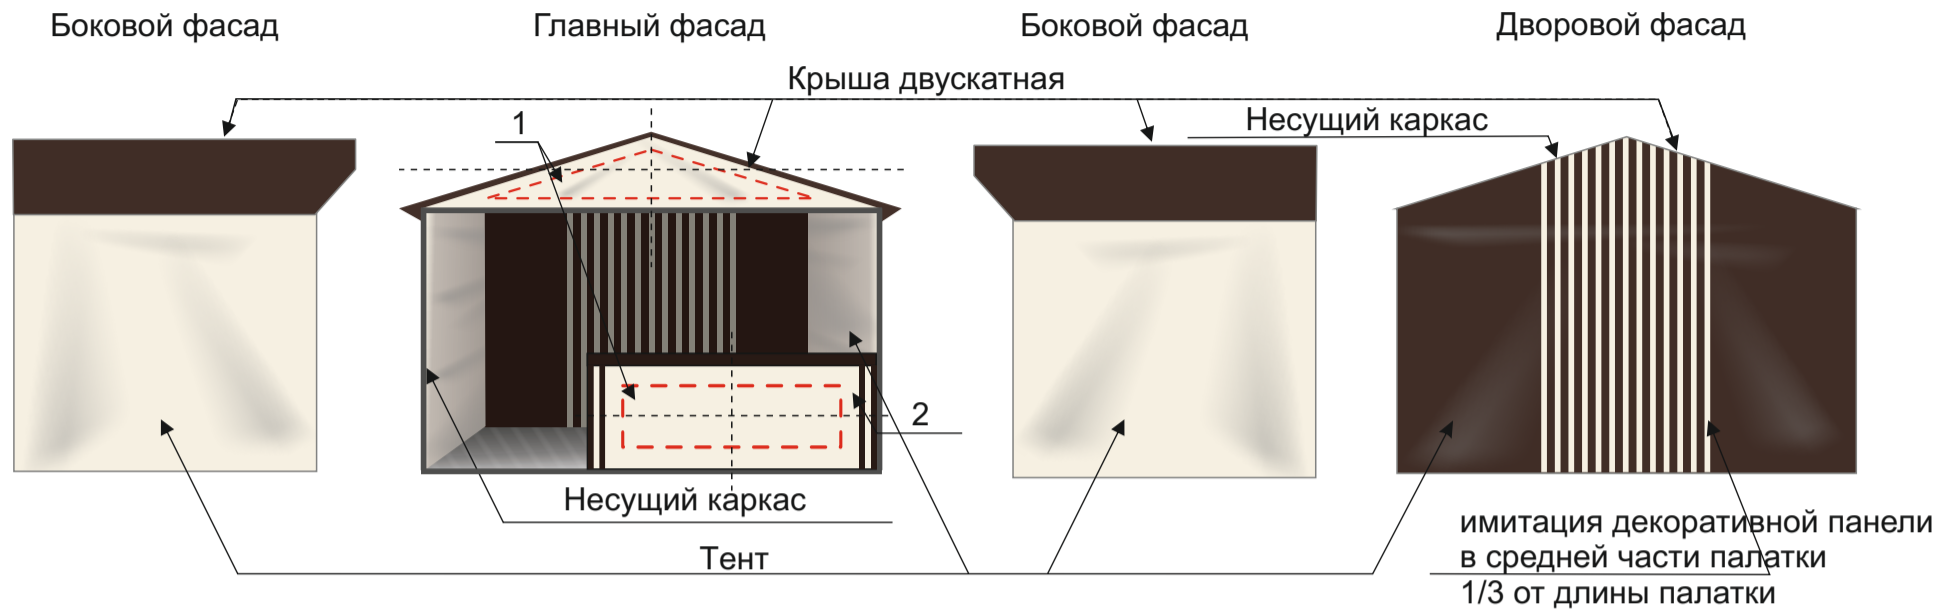 Боковой фасад
Главный фасад
Боковой фасад
Дворовой фасад
Крыша двускатная
Несущий каркас
1
2
Несущий каркас
Тент
имитация декоративной панели
в средней части палатки
1/3 от длины палатки